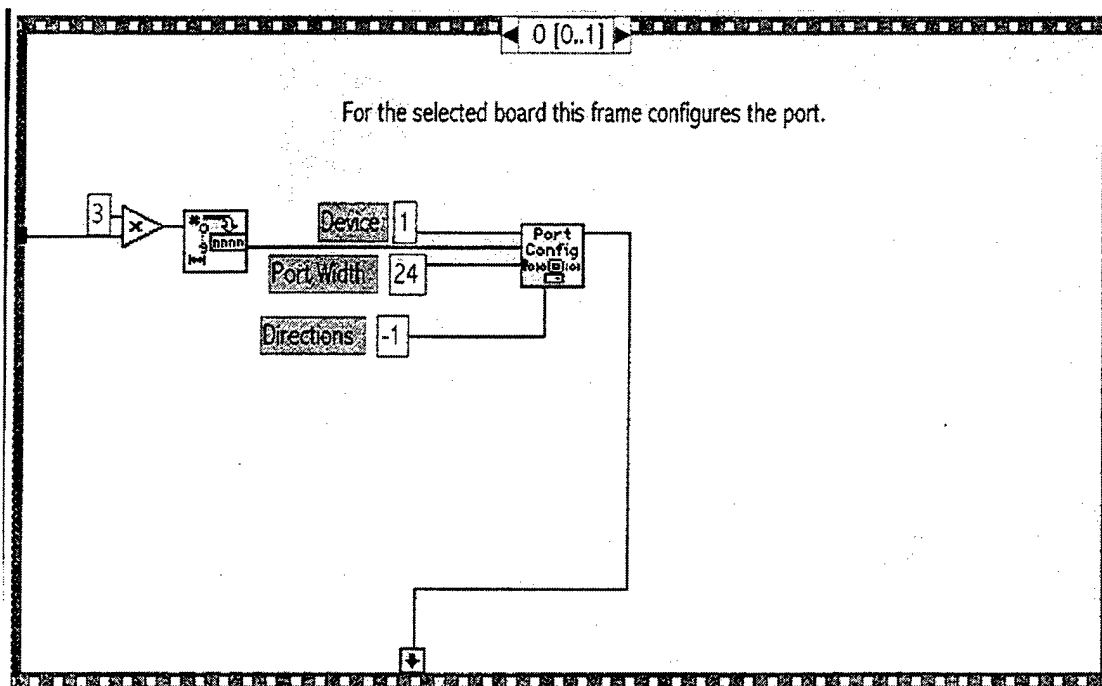 0 [0..1]
For the selected board this frame configures the port.
3
×
nnnn
Device 1
Port
Config
Port Width 24
Directions -1